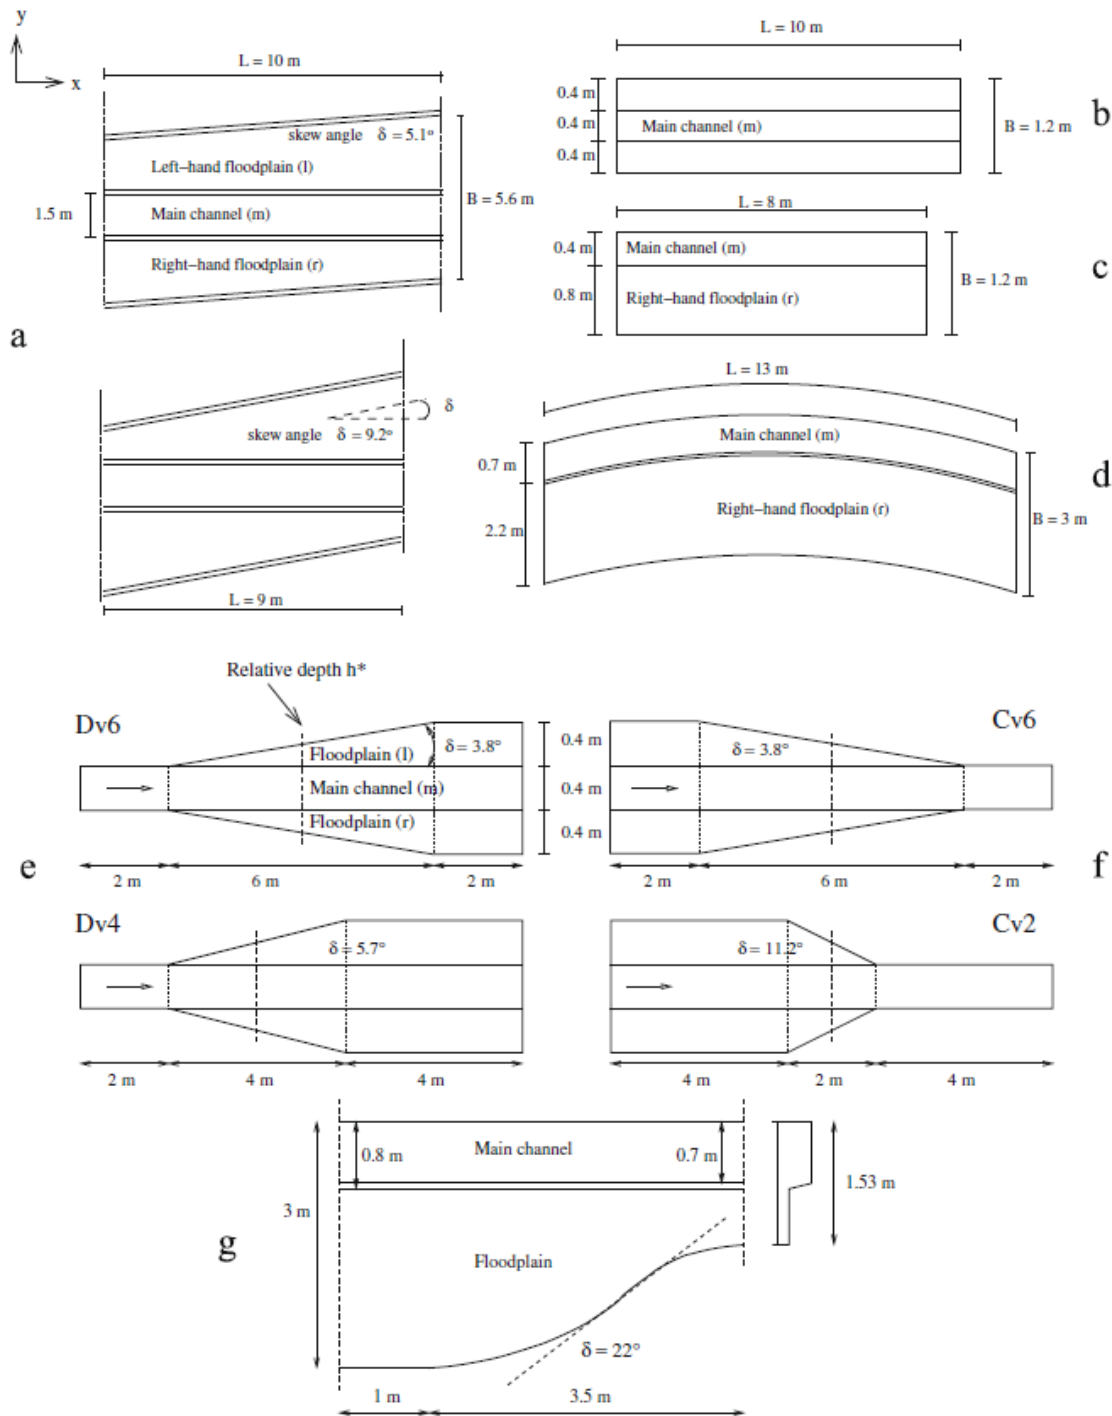 y
x
L = 10 m
skew angle δ = 5.1°
Left-hand floodplain (l)
1.5 m
Main channel (m)
B = 5.6 m
Right-hand floodplain (r)
a
δ
skew angle δ = 9.2°
L = 9 m
L = 10 m
0.4 m
0.4 m
Main channel (m)
0.4 m
B = 1.2 m
b
L = 8 m
0.4 m
Main channel (m)
0.8 m
Right-hand floodplain (r)
B = 1.2 m
c
L = 13 m
Main channel (m)
0.7 m
Right-hand floodplain (r)
2.2 m
B = 3 m
d
Relative depth h*
Dv6
Floodplain (l)
δ = 3.8°
Main channel (m)
Floodplain (r)
0.4 m
0.4 m
0.4 m
2 m
6 m
2 m
e
Cv6
δ = 3.8°
2 m
6 m
2 m
f
Dv4
δ = 5.7°
2 m
4 m
4 m
Cv2
δ = 11.2°
4 m
2 m
4 m
Main channel
0.8 m
0.7 m
1.53 m
3 m
g
Floodplain
δ = 22°
1 m
3.5 m